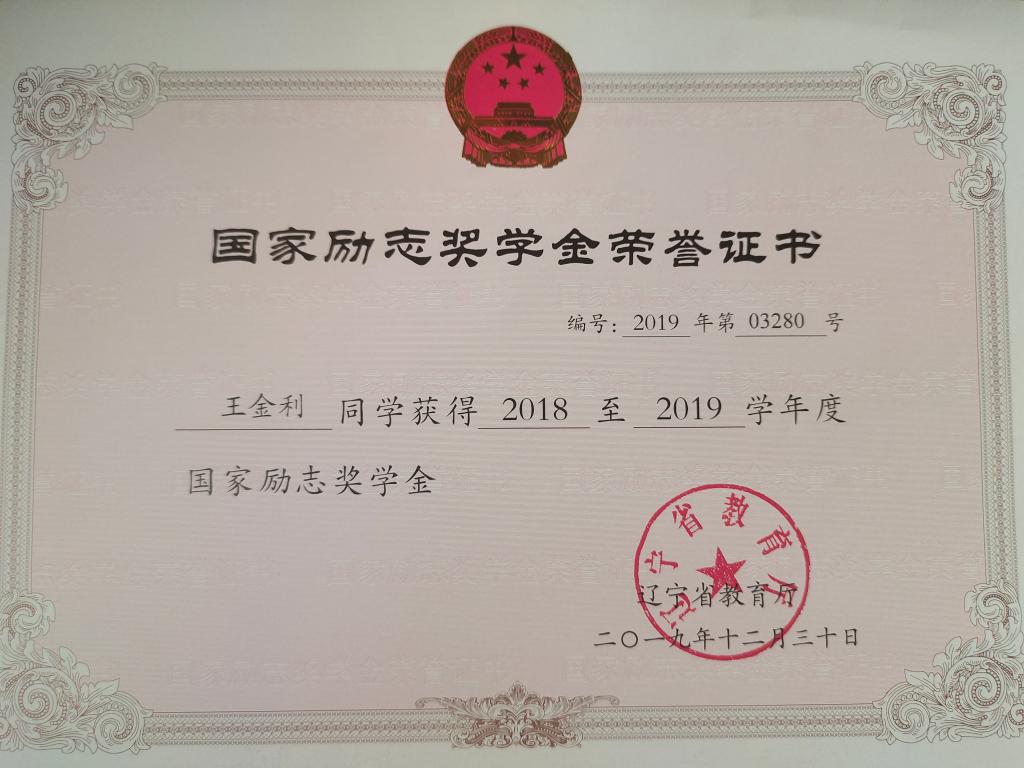 国家励志奖学金荣誉证书
编号：2019 年第 03280 号
王金利 同学获得 2018 至 2019 学年度
国家励志奖学金
辽宁省教育厅
辽宁省教育厅
二〇一九年十二月三十日